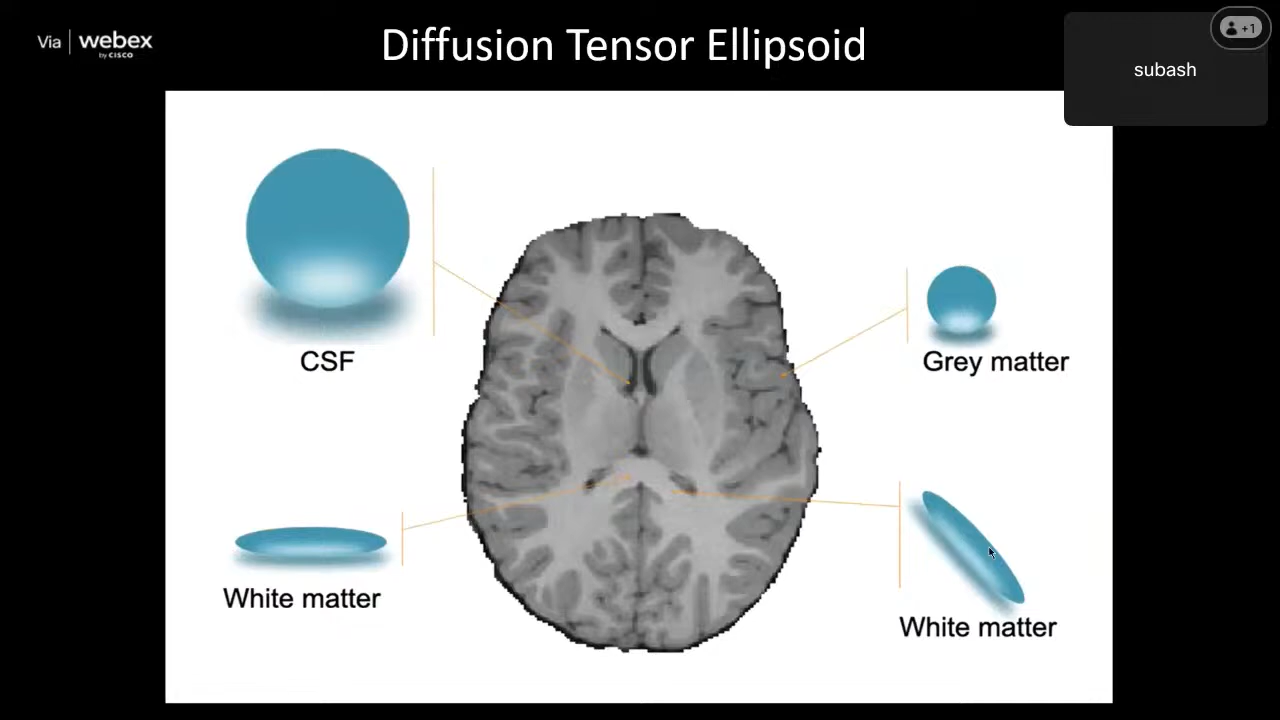 Via webex
by CISCO
Diffusion Tensor Ellipsoid
+1
subash
CSF
Grey matter
White matter
White matter